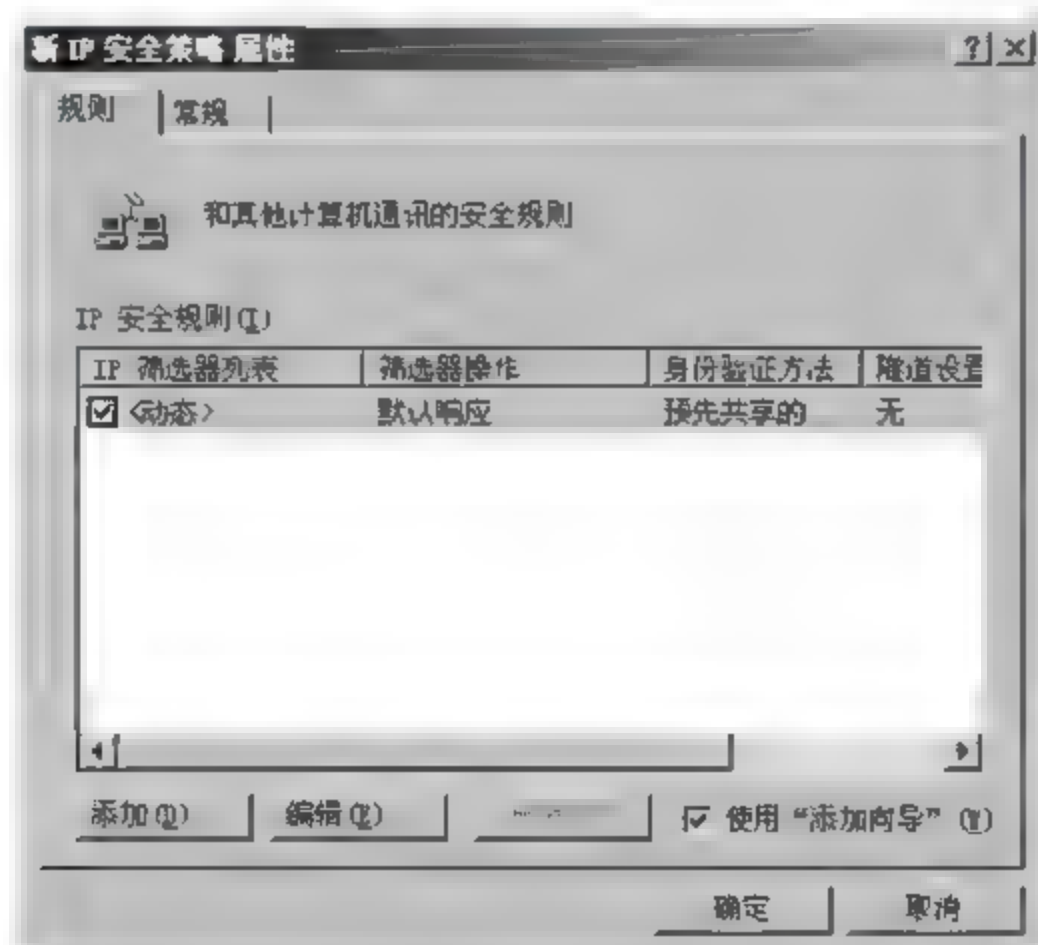 新 IP 安全策略 属性
规则 常规
和其他计算机通讯的安全规则
IP 安全规则(I)
IP 筛选器列表 筛选器操作 身份验证方法 隧道设置
<动态> 默认响应 预先共享的 无
添加(D) 编辑(E) 使用“添加向导”(W)
确定 取消